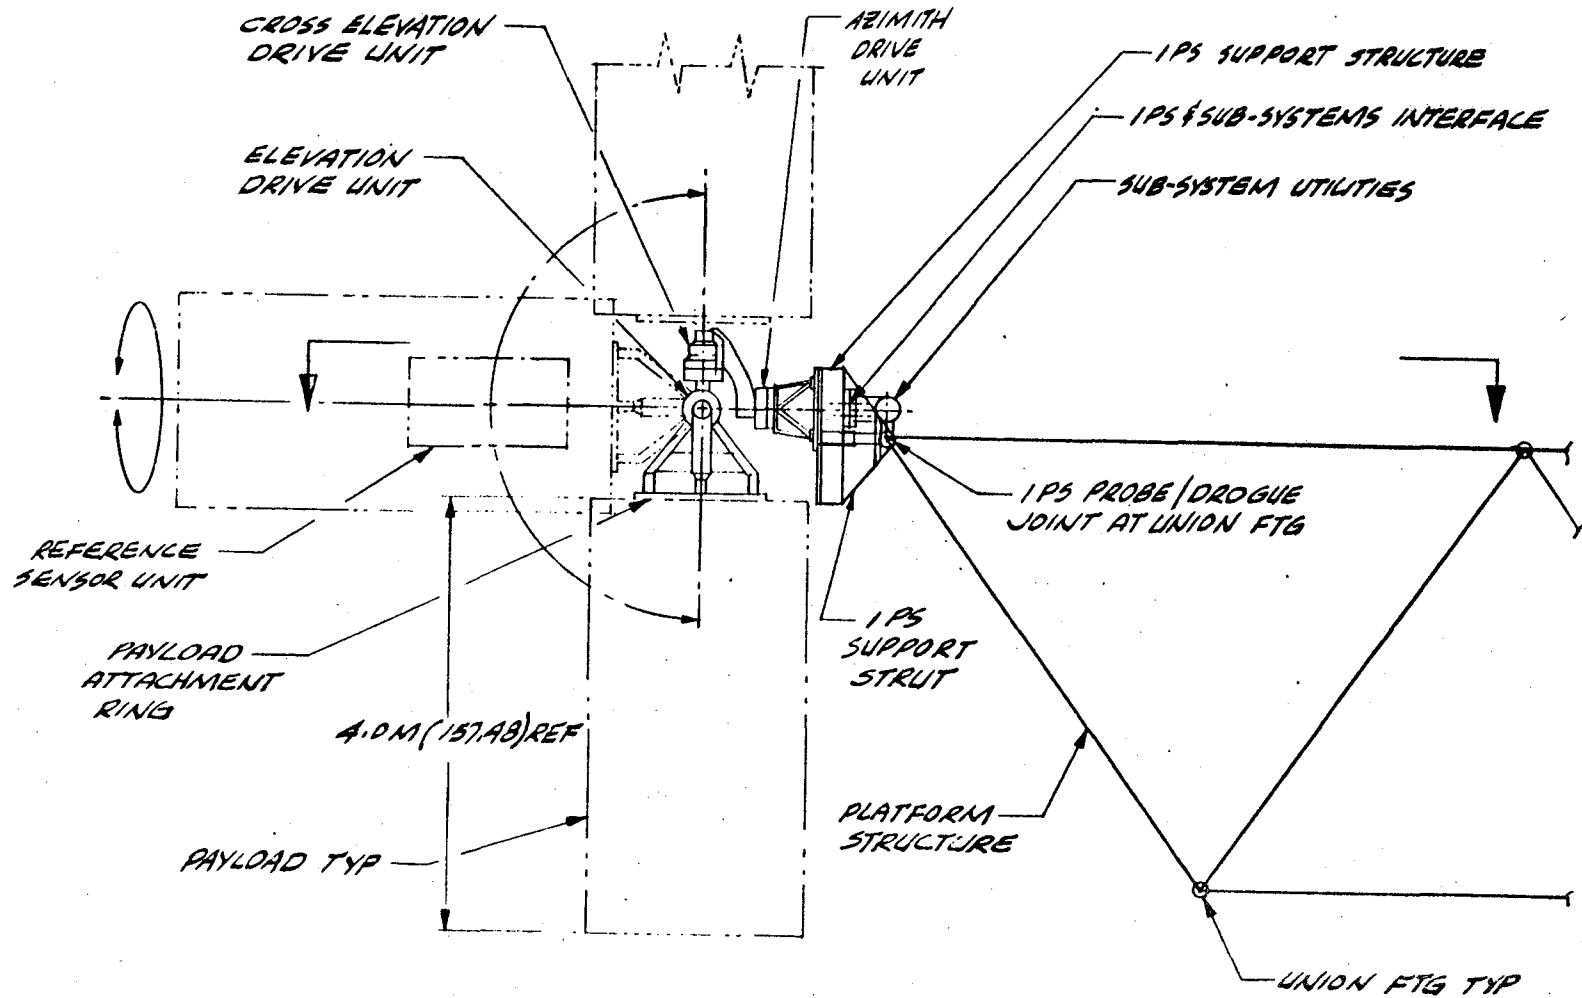 CROSS ELEVATION
DRIVE UNIT
AZIMITH
DRIVE
UNIT
IPS SUPPORT STRUCTURE
IPS & SUB-SYSTEMS INTERFACE
SUB-SYSTEM UTILITIES
ELEVATION
DRIVE UNIT
IPS PROBE/DROGUE
JOINT AT UNION FTG
REFERENCE
SENSOR UNIT
IPS
SUPPORT
STRUT
PAYLOAD
ATTACHMENT
RING
4.0M(157.48)REF
PLATFORM
STRUCTURE
PAYLOAD TYP
UNION FTG TYP